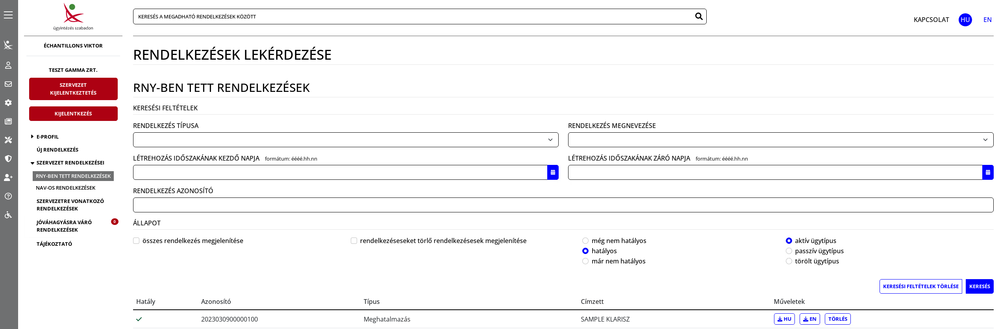 ügyintézés szabadon
KERESÉS A MEGADHATÓ RENDELKEZÉSEK KÖZÖTT
KAPCSOLAT HU EN
ÉCHANTILLONS VIKTOR
TESZT GAMMA ZRT.
SZERVEZET
KIJELENTKEZTETÉS
KIJELENTKEZÉS
E-PROFIL
ÚJ RENDELKEZÉS
SZERVEZET RENDELKEZÉSEI
RNY-BEN TETT RENDELKEZÉSEK
NAV-OS RENDELKEZÉSEK
SZERVEZETRE VONATKOZÓ
RENDELKEZÉSEK
JÓVÁHAGYÁSRA VÁRÓ 0
RENDELKEZÉSEK
TÁJÉKOZTATÓ
RENDELKEZÉSEK LEKÉRDEZÉSE
RNY-BEN TETT RENDELKEZÉSEK
KERESÉSI FELTÉTELEK
RENDELKEZÉS TÍPUSA RENDELKEZÉS MEGNEVEZÉSE
LÉTREHOZÁS IDŐSZAKÁNAK KEZDŐ NAPJA formátum: éééé.hh.nn LÉTREHOZÁS IDŐSZAKÁNAK ZÁRÓ NAPJA formátum: éééé.hh.nn
RENDELKEZÉS AZONOSÍTÓ
ÁLLAPOT
összes rendelkezés megjelenítése rendelkezéseseket törlő rendelkezésesek megjelenítése még nem hatályos aktív ügytípus
hatályos passzív ügytípus
már nem hatályos törölt ügytípus
KERESÉSI FELTÉTELEK TÖRLÉSE KERESÉS
Hatály Azonosító Típus Címzett Műveletek
2023030900000100 Meghatalmazás SAMPLE KLARISZ HU EN TÖRLÉS